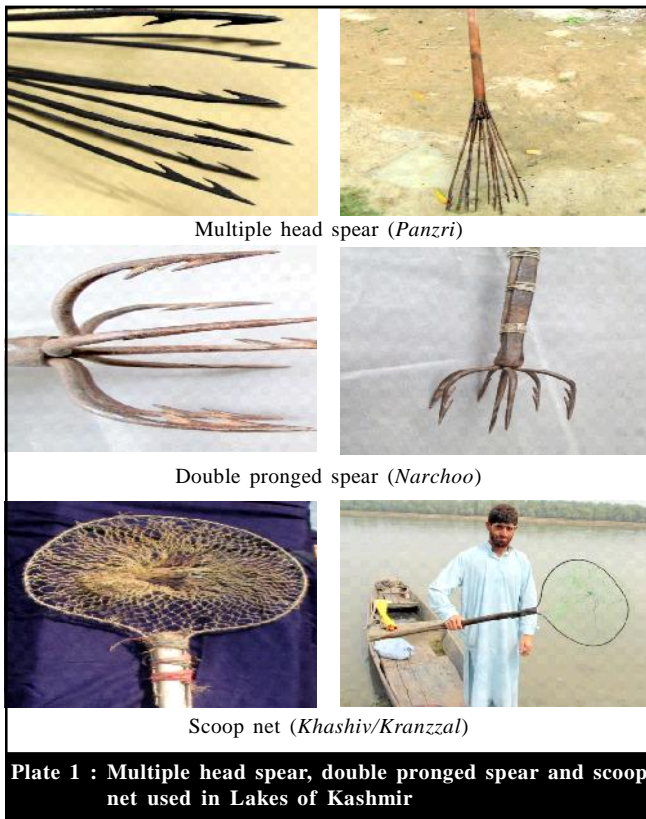 Multiple head spear (Panzri)
Double pronged spear (Narchoo)
Scoop net (Khashiv/Kranzzal)
Plate 1 : Multiple head spear, double pronged spear and scoop
net used in Lakes of Kashmir